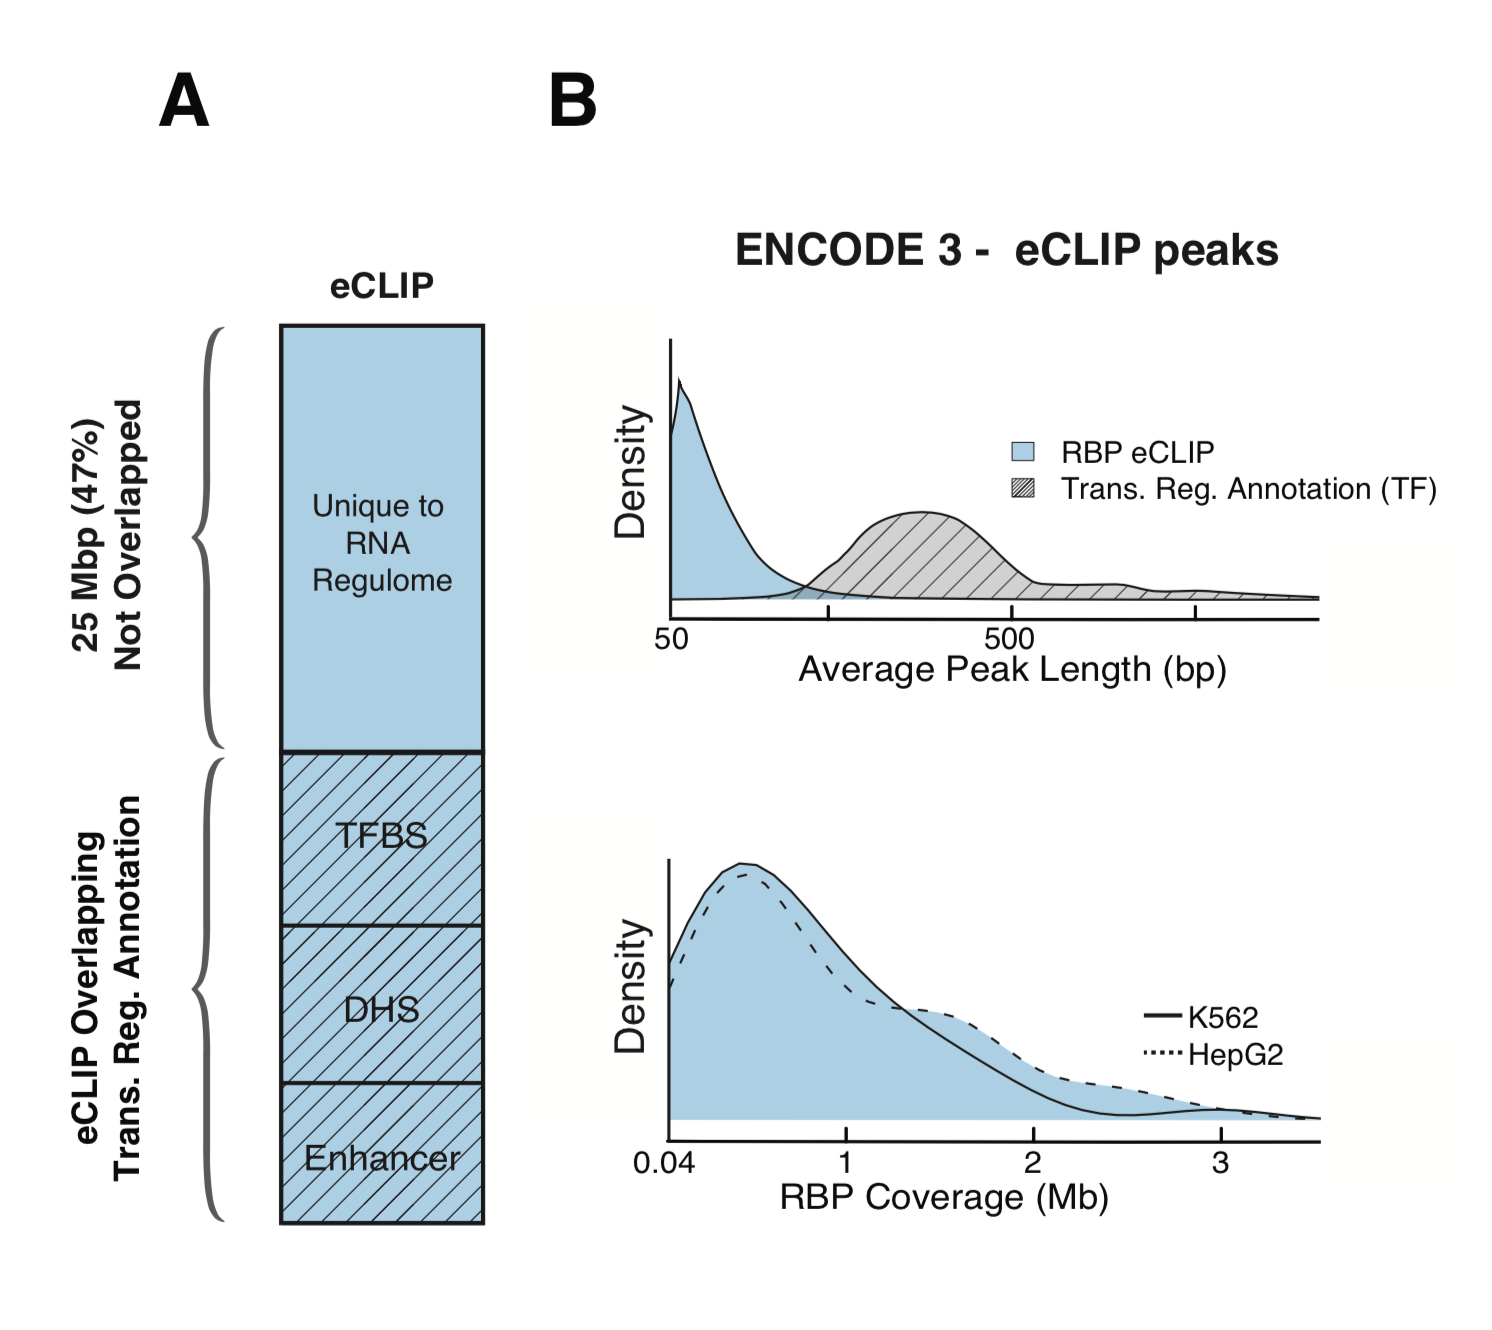 A
B
ENCODE 3 - eCLIP peaks
eCLIP
25 Mbp (47%)
Not Overlapped
Unique to
RNA
Regulome
eCLIP Overlapping
Trans. Reg. Annotation
TFBS
DHS
Enhancer
Density
RBP eCLIP
Trans. Reg. Annotation (TF)
50
500
Average Peak Length (bp)
Density
K562
HepG2
0.04
1
2
3
RBP Coverage (Mb)